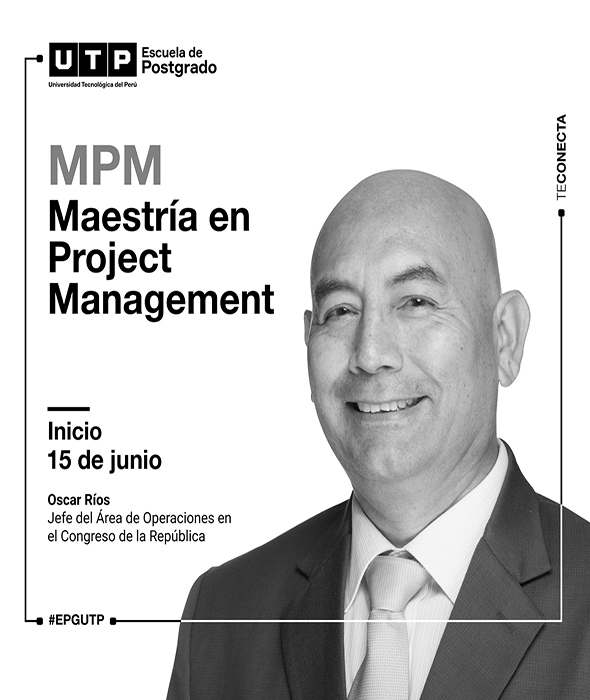 UTP
Universidad Tecnológica del Perú
Escuela de
Postgrado
MPM
Maestría en
Project
Management
TECONECTA
Inicio
15 de junio
Oscar Ríos
Jefe del Área de Operaciones en
el Congreso de la República
#EPGUTP